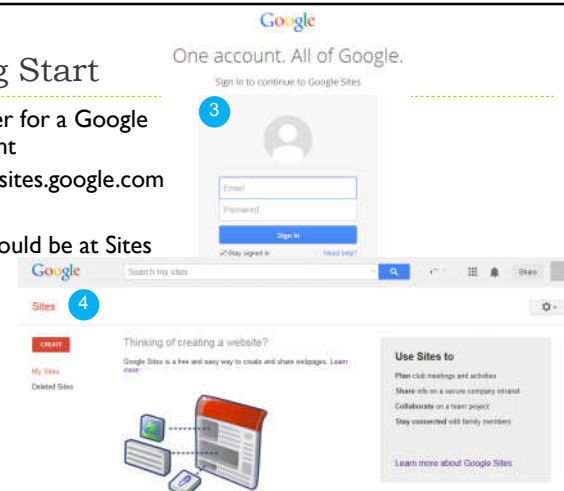 Google
One account. All of Google.
Sign in to continue to Google Sites
g Start
er for a Google
nt
sites.google.com
ould be at Sites
3
Email
Password
Sign in
Stay signed in
Need help?
Google
Search my sites
Share
Sites
4
CREATE
My Sites
Deleted Sites
Thinking of creating a website?
Google Sites is a free and easy way to create and share webpages. Learn
more
Use Sites to
Plan club meetings and activities
Share info on a secure company intranet
Collaborate on a team project
Stay connected with family members
Learn more about Google Sites